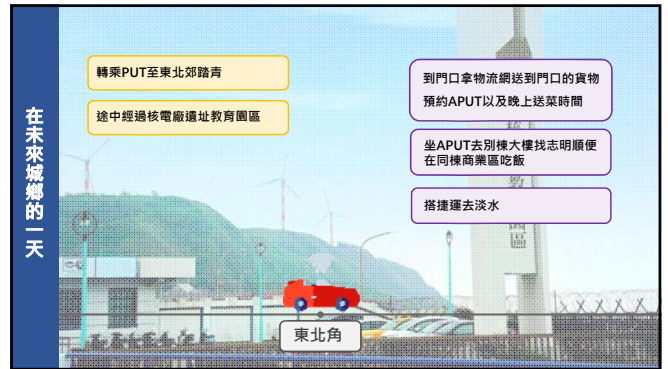 在未來城鄉的一天
轉乘PUT至東北郊踏青
途中經過核電廠遺址教育園區
到門口拿物流網送到門口的貨物
預約APUT以及晚上送菜時間
坐APUT去別棟大樓找志明順便
在同棟商業區吃飯
搭捷運去淡水
東北角